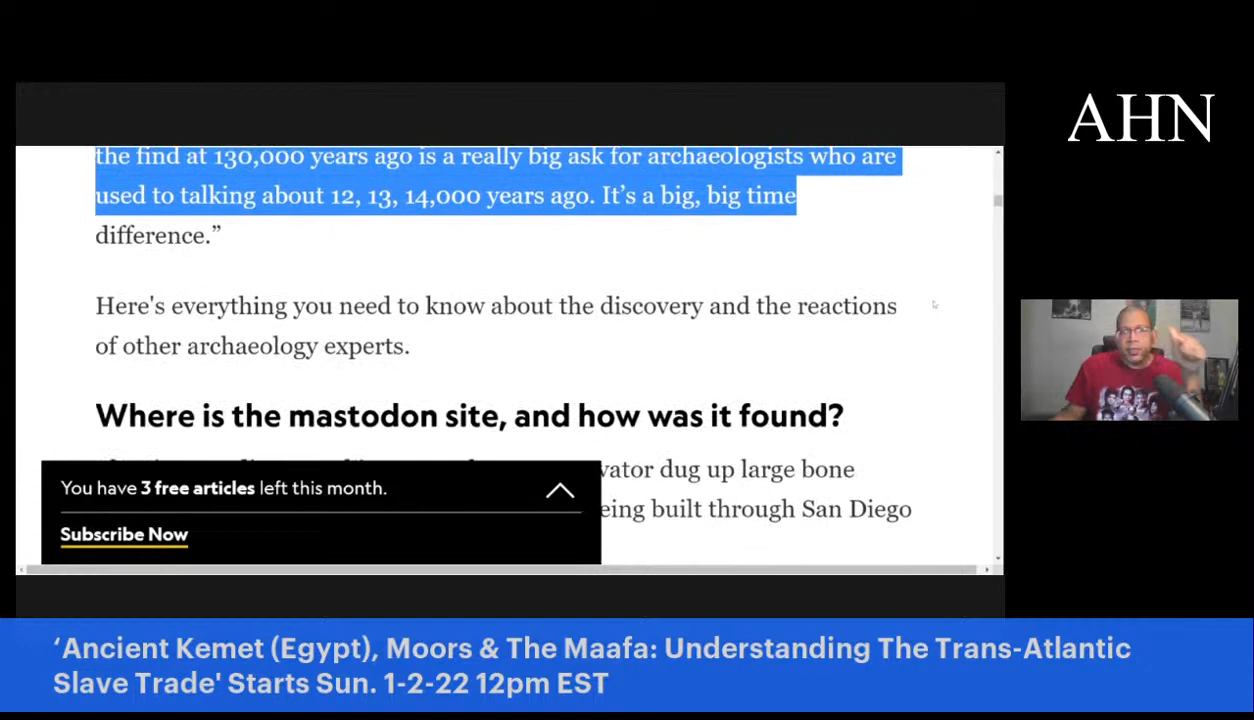 AHN
the find at 130,000 years ago is a really big ask for archaeologists who are
used to talking about 12, 13, 14,000 years ago. It’s a big, big time
difference.”
Here's everything you need to know about the discovery and the reactions
of other archaeology experts.
Where is the mastodon site, and how was it found?
dug up large bone
being built through San Diego
You have 3 free articles left this month.
Subscribe Now
‘Ancient Kemet (Egypt), Moors & The Maafa: Understanding The Trans-Atlantic
Slave Trade' Starts Sun. 1-2-22 12pm EST